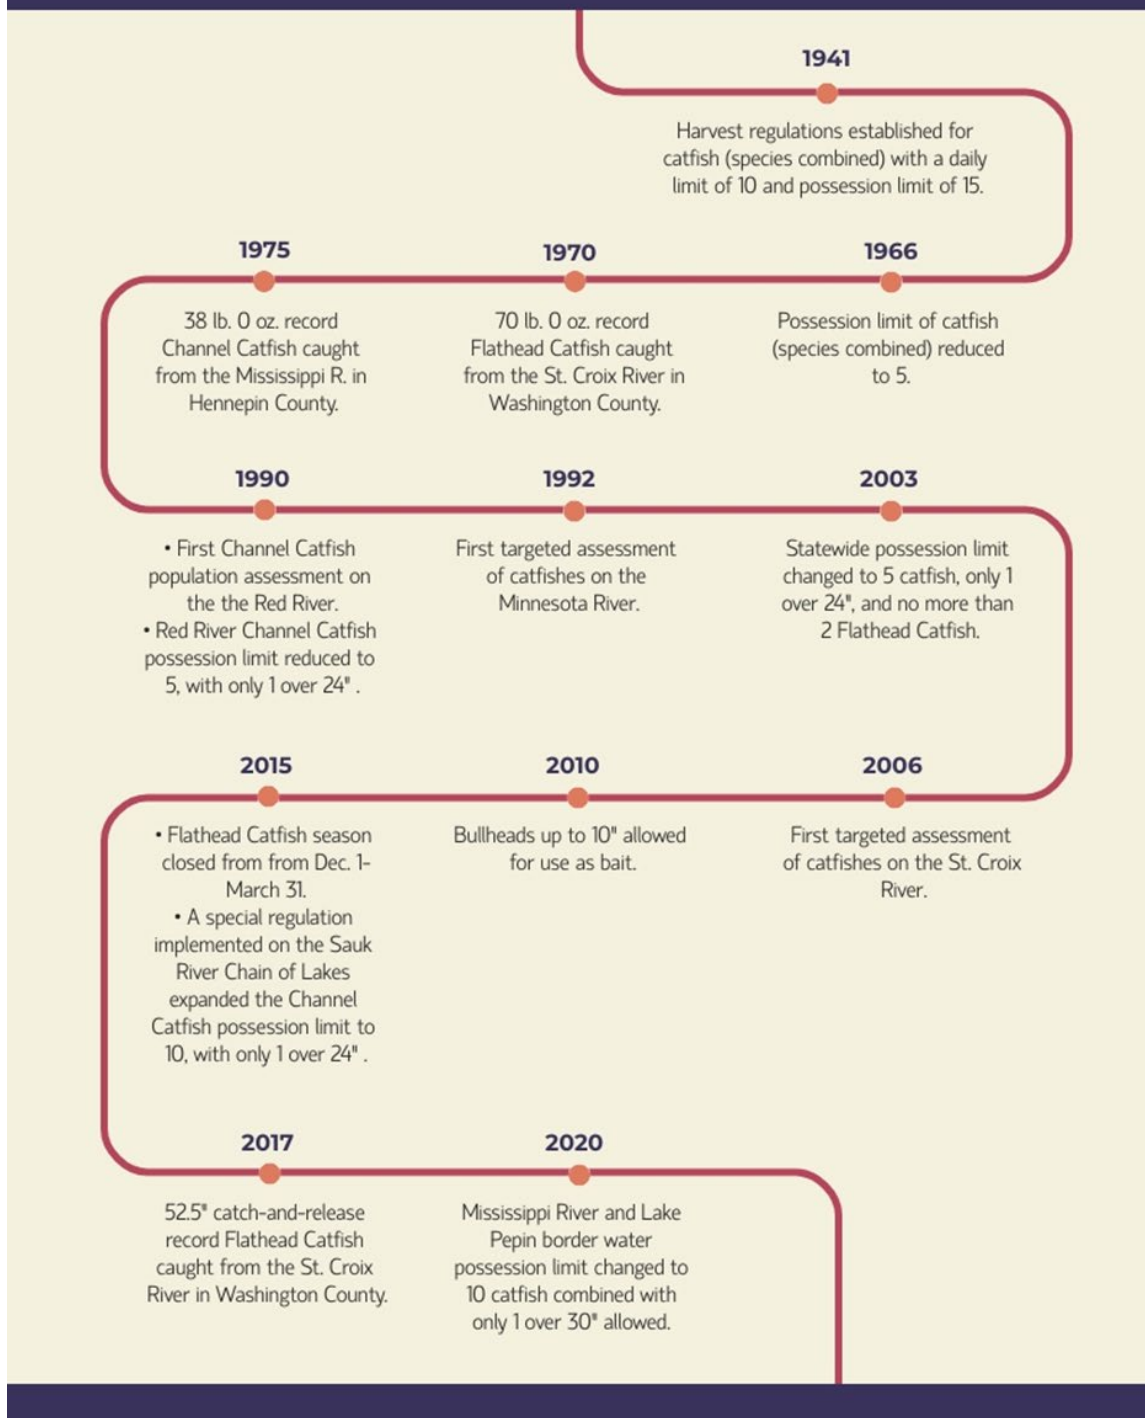 1941
Harvest regulations established for
catfish (species combined) with a daily
limit of 10 and possession limit of 15.
1966
Possession limit of catfish
(species combined) reduced
to 5.
1970
70 lb. 0 oz. record
Flathead Catfish caught
from the St. Croix River in
Washington County.
1975
38 lb. 0 oz. record
Channel Catfish caught
from the Mississippi R. in
Hennepin County.
1990
• First Channel Catfish
population assessment on
the the Red River.
• Red River Channel Catfish
possession limit reduced to
5, with only 1 over 24" .
1992
First targeted assessment
of catfishes on the
Minnesota River.
2003
Statewide possession limit
changed to 5 catfish, only 1
over 24", and no more than
2 Flathead Catfish.
2006
First targeted assessment
of catfishes on the St. Croix
River.
2010
Bullheads up to 10" allowed
for use as bait.
2015
• Flathead Catfish season
closed from from Dec. 1-
March 31.
• A special regulation
implemented on the Sauk
River Chain of Lakes
expanded the Channel
Catfish possession limit to
10, with only 1 over 24" .
2017
52.5" catch-and-release
record Flathead Catfish
caught from the St. Croix
River in Washington County.
2020
Mississippi River and Lake
Pepin border water
possession limit changed to
10 catfish combined with
only 1 over 30" allowed.